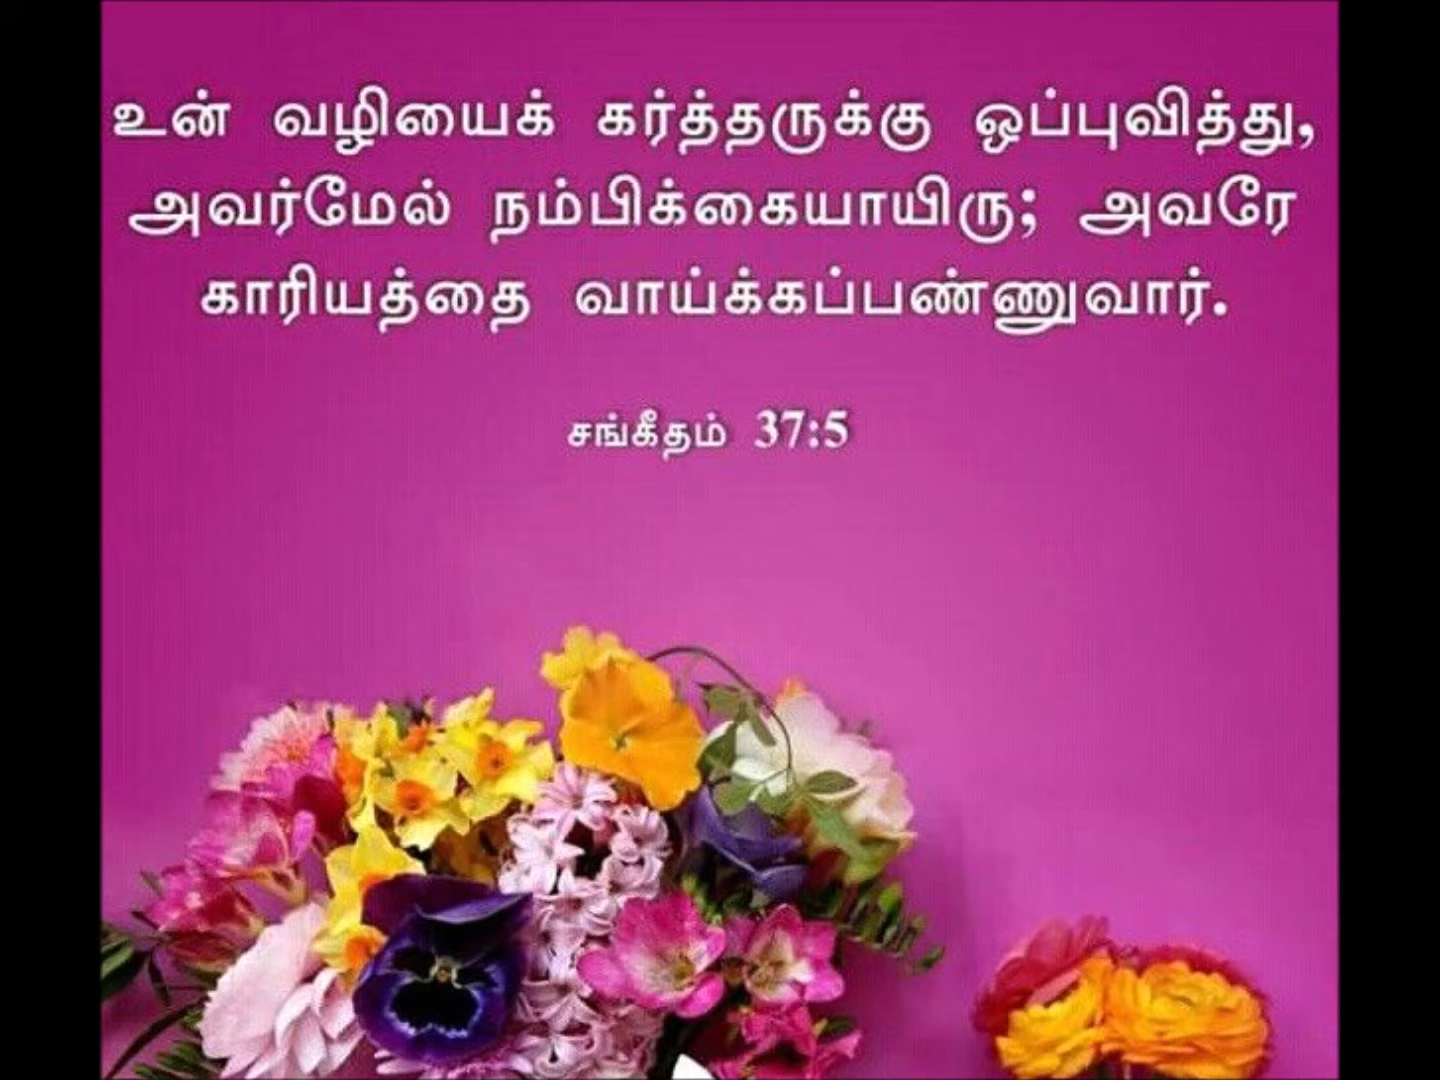 உன் வழியைக் கர்த்தருக்கு ஒப்புவித்து,
அவர்மேல் நம்பிக்கையாயிரு; அவரே
காரியத்தை வாய்க்கப்பண்ணுவார்.
சங்கீதம் 37:5